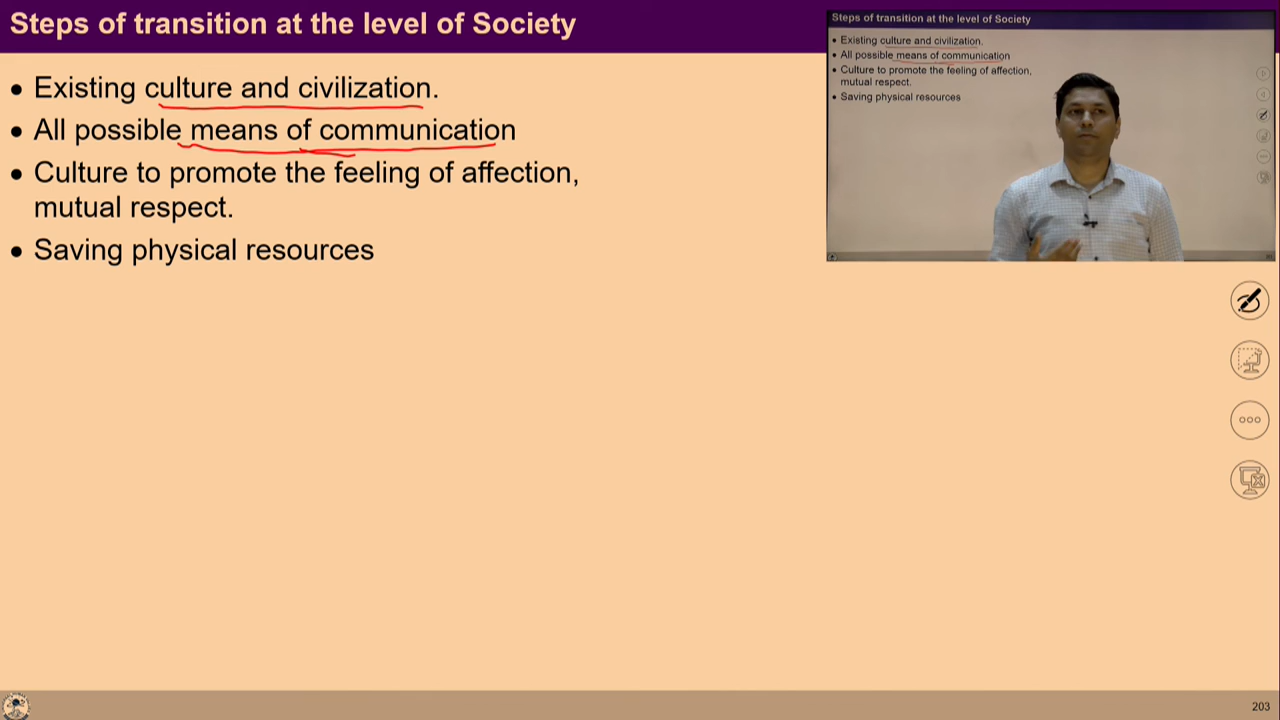 Steps of transition at the level of Society
• Existing culture and civilization.
• All possible means of communication
• Culture to promote the feeling of affection,
mutual respect.
• Saving physical resources
Steps of transition at the level of Society
• Existing culture and civilization.
• All possible means of communication
• Culture to promote the feeling of affection,
mutual respect.
• Saving physical resources
203